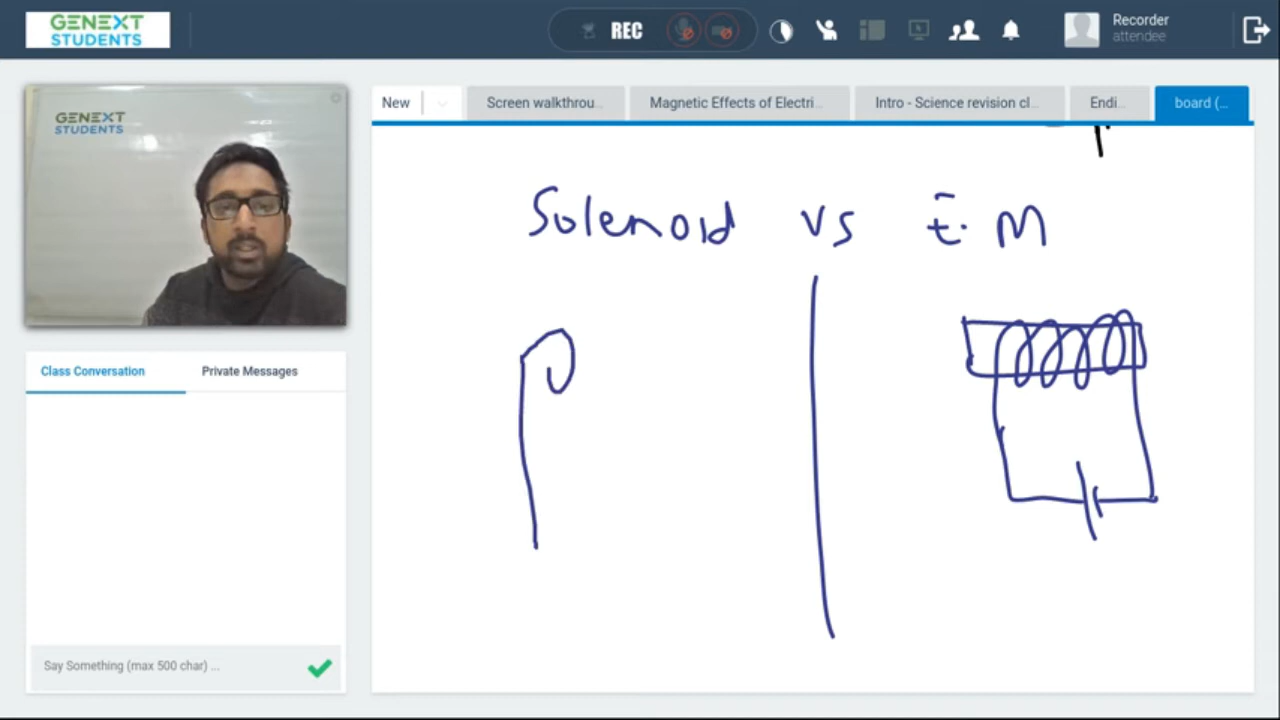 GENEXT
STUDENTS
REC
Recorder
attendee
GENEXT
STUDENTS
New
Screen walkthrou
Magnetic Effects of Electri
Intro - Science revision cl...
Endi..
board (...
Solenoid vs E.M
Class Conversation
Private Messages
Say Something (max 500 char) ...